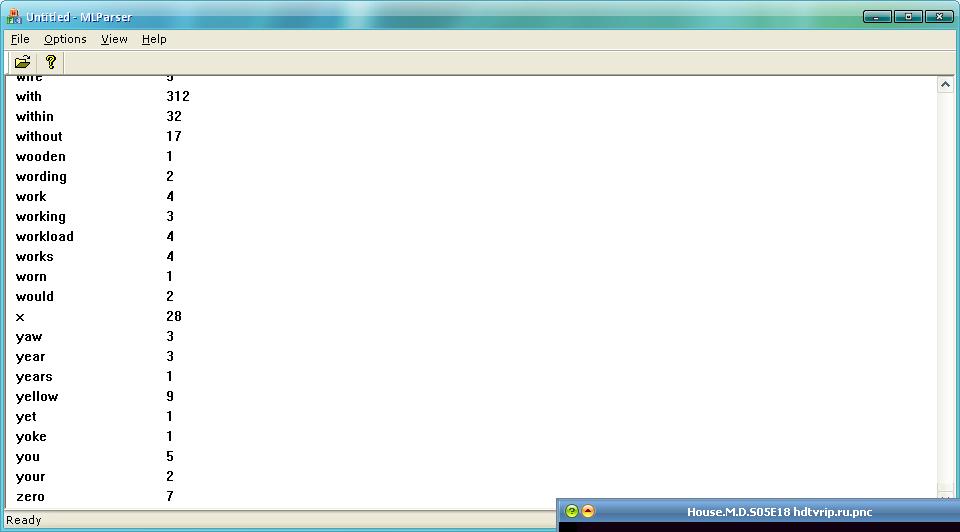 Untitled - MLParser
File Options View Help
wife 5
with 312
within 32
without 17
wooden 1
wording 2
work 4
working 3
workload 4
works 4
worn 1
would 2
x 28
yaw 3
year 3
years 1
yellow 9
yet 1
yoke 1
you 5
your 2
zero 7
Ready
House.M.D.S05E18 hdtvrip.ru.pnc